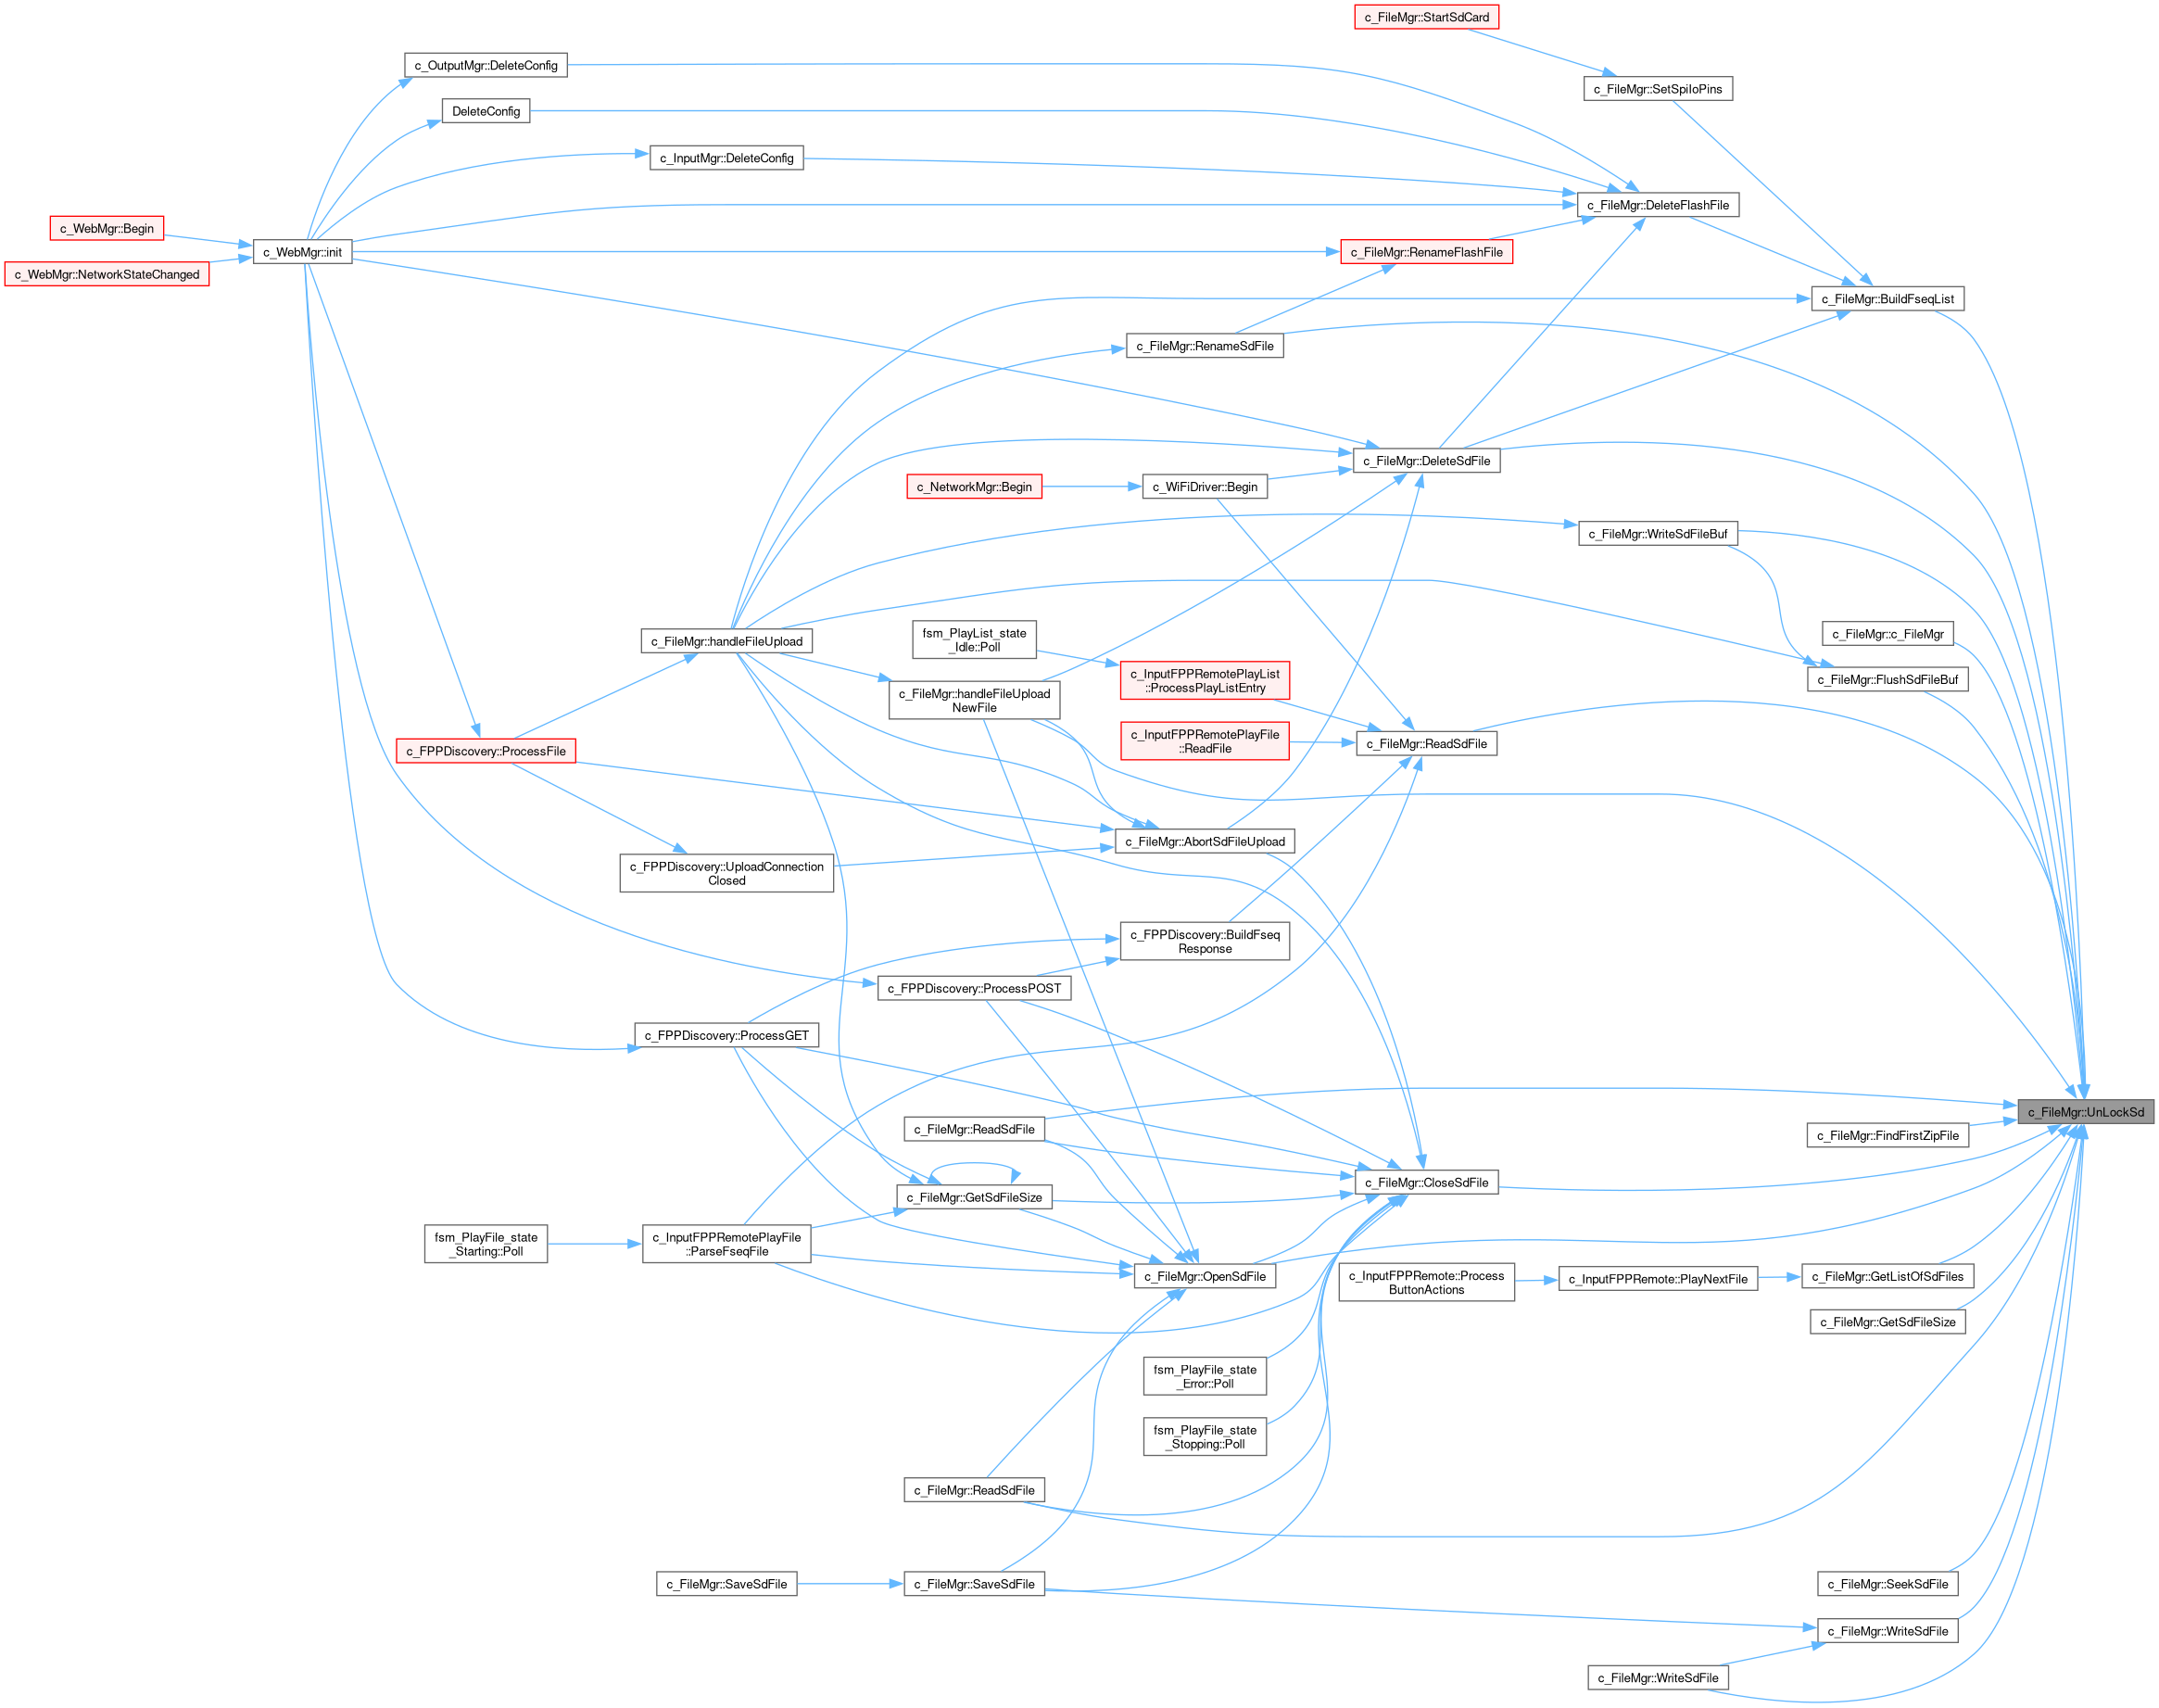 c_FileMgr::StartSdCard
c_OutputMgr::DeleteConfig
c_FileMgr::SetSpiIoPins
DeleteConfig
c_InputMgr::DeleteConfig
c_FileMgr::DeleteFlashFile
c_WebMgr::Begin
c_WebMgr::init
c_FileMgr::RenameFlashFile
c_WebMgr::NetworkStateChanged
c_FileMgr::BuildFseqList
c_FileMgr::RenameSdFile
c_FileMgr::DeleteSdFile
c_NetworkMgr::Begin
c_WiFiDriver::Begin
c_FileMgr::WriteSdFileBuf
c_FileMgr::handleFileUpload
fsm_PlayList_state
_Idle::Poll
c_FileMgr::c_FileMgr
c_InputFPPRemotePlayList
::ProcessPlayListEntry
c_FileMgr::FlushSdFileBuf
c_FileMgr::handleFileUpload
NewFile
c_FPPDiscovery::ProcessFile
c_InputFPPRemotePlayFile
::ReadFile
c_FileMgr::ReadSdFile
c_FileMgr::AbortSdFileUpload
c_FPPDiscovery::UploadConnection
Closed
c_FPPDiscovery::BuildFseq
Response
c_FPPDiscovery::ProcessPOST
c_FPPDiscovery::ProcessGET
c_FileMgr::UnLockSd
c_FileMgr::ReadSdFile
c_FileMgr::FindFirstZipFile
c_FileMgr::CloseSdFile
c_FileMgr::GetSdFileSize
fsm_PlayFile_state
_Starting::Poll
c_InputFPPRemotePlayFile
::ParseFseqFile
c_FileMgr::OpenSdFile
c_InputFPPRemote::Process
ButtonActions
c_InputFPPRemote::PlayNextFile
c_FileMgr::GetListOfSdFiles
c_FileMgr::GetSdFileSize
fsm_PlayFile_state
_Error::Poll
fsm_PlayFile_state
_Stopping::Poll
c_FileMgr::ReadSdFile
c_FileMgr::SaveSdFile
c_FileMgr::SaveSdFile
c_FileMgr::SeekSdFile
c_FileMgr::WriteSdFile
c_FileMgr::WriteSdFile